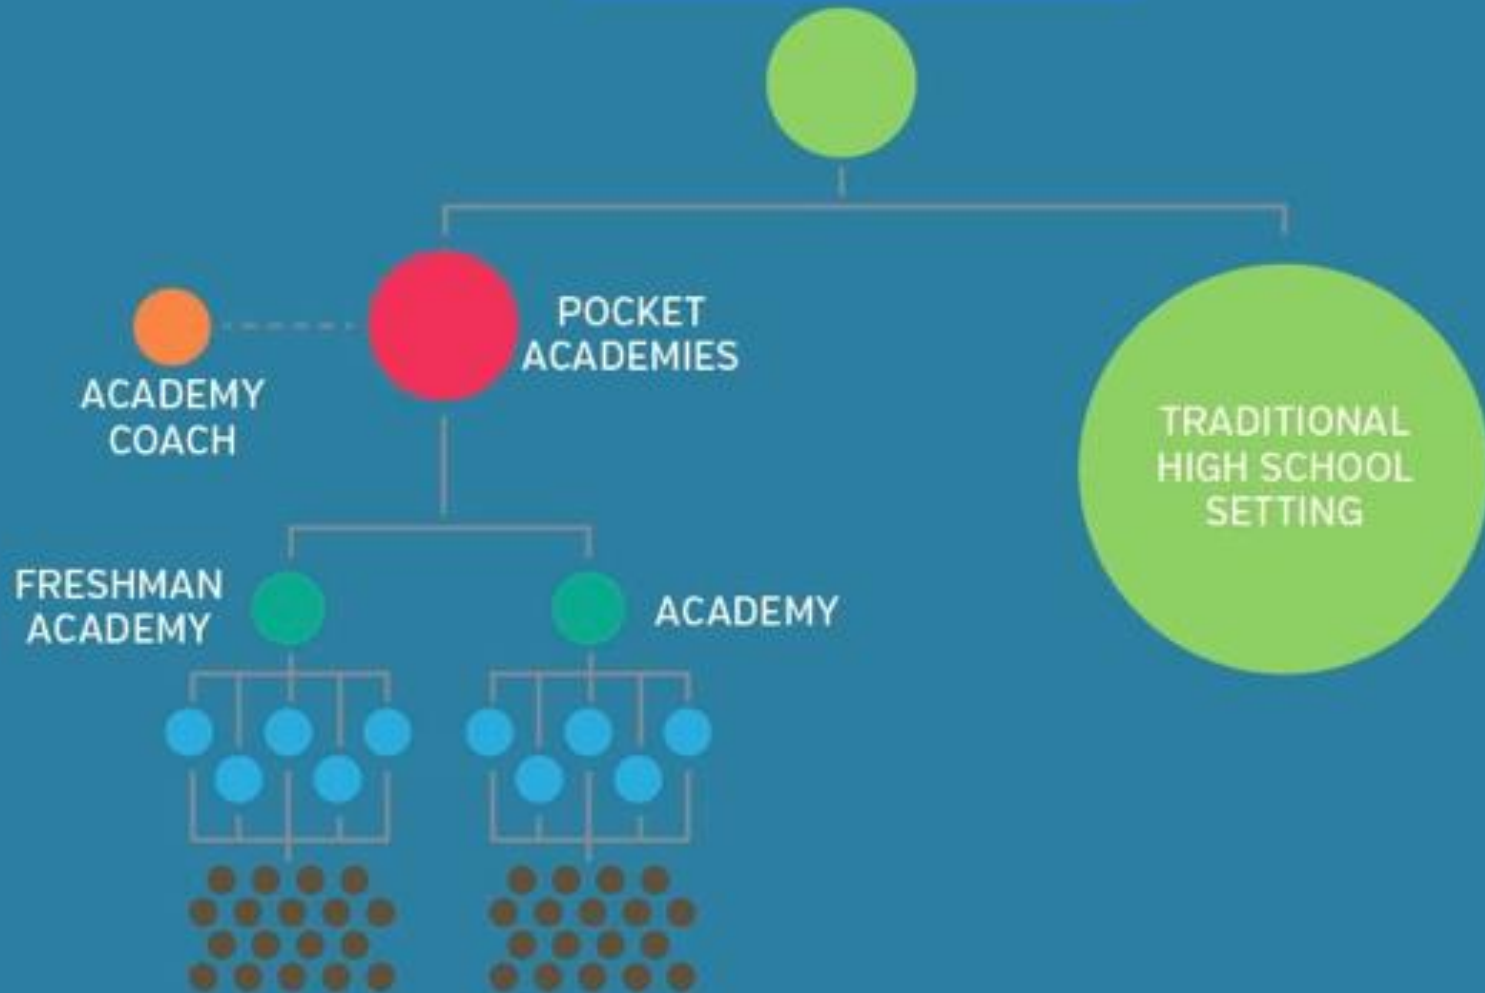 POCKET
ACADEMIES
ACADEMY
COACH
TRADITIONAL
HIGH SCHOOL
SETTING
FRESHMAN
ACADEMY
ACADEMY